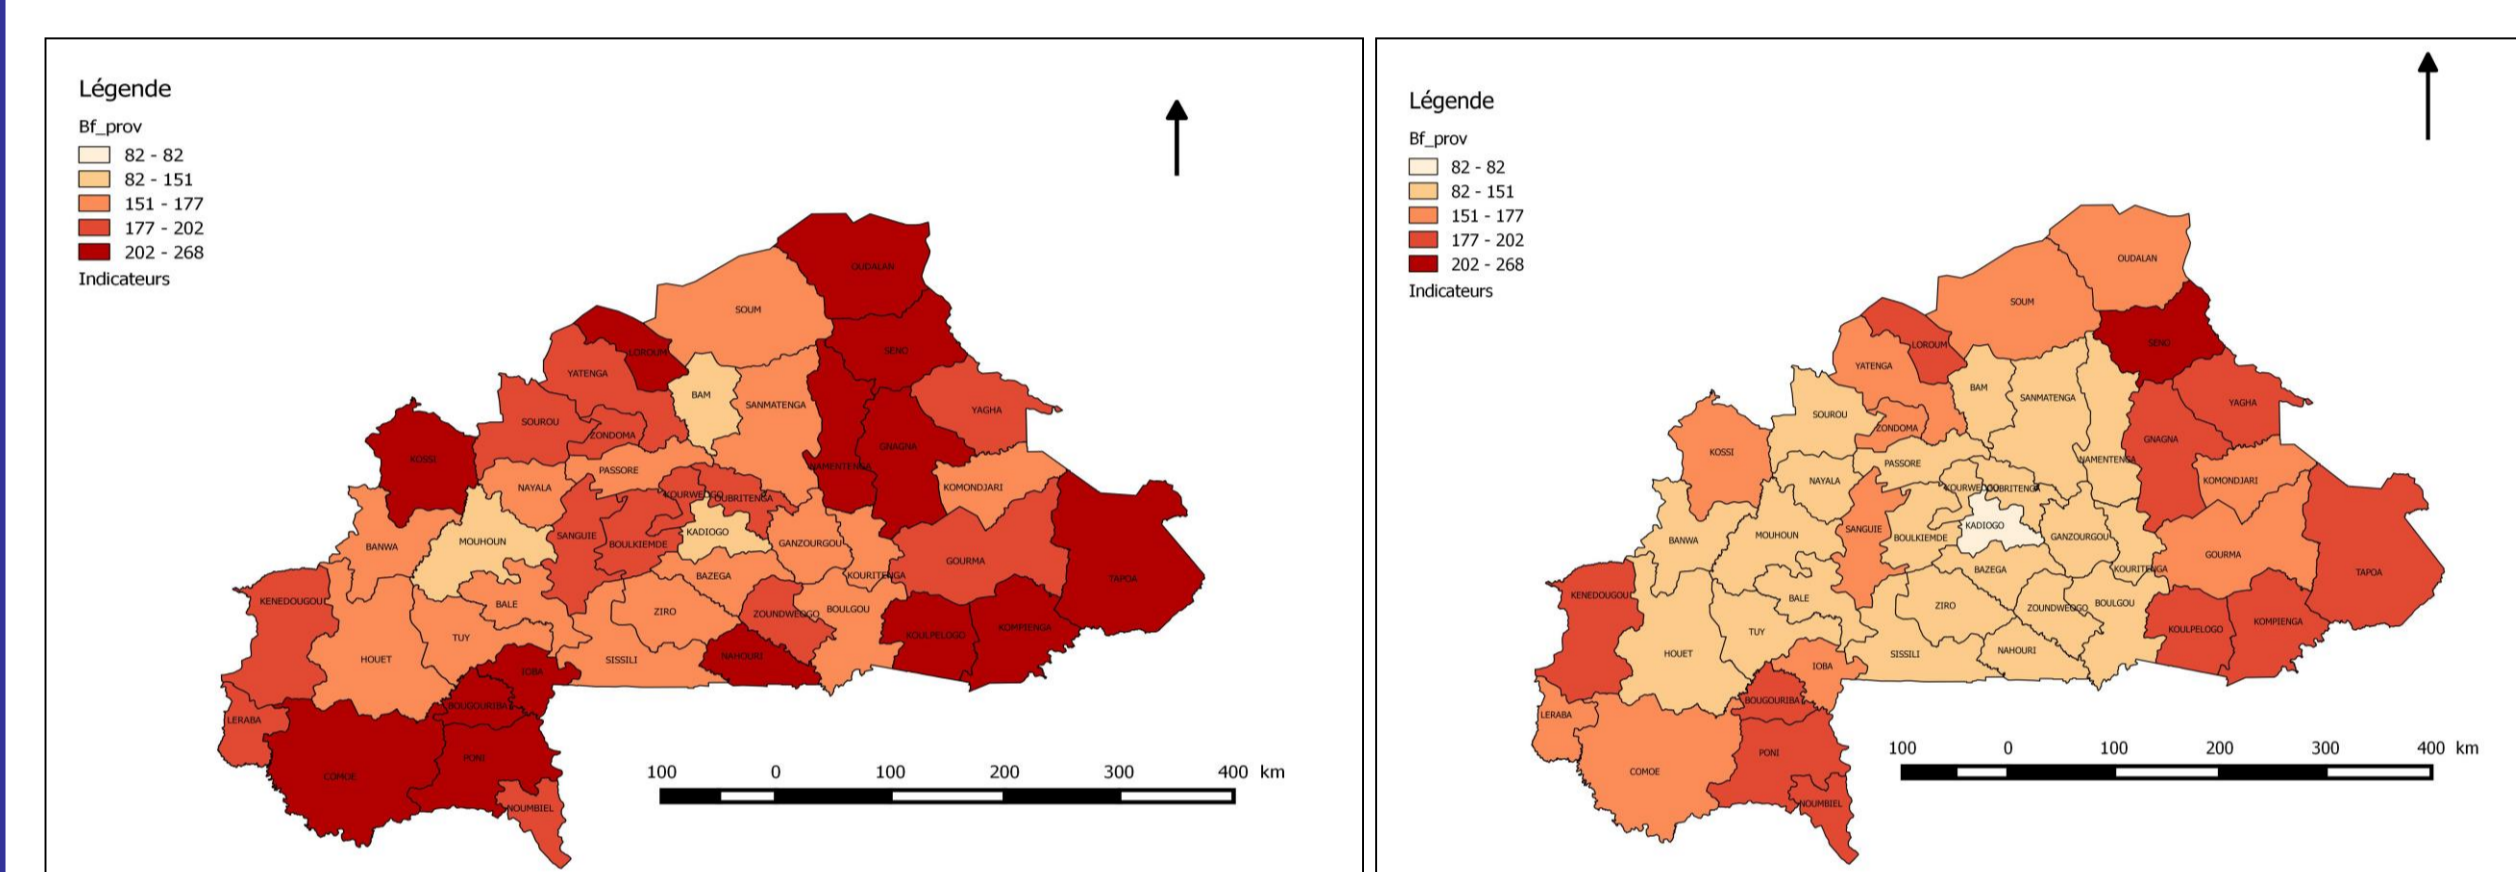 Légende
Bf_prov
82 - 82
82 - 151
151 - 177
177 - 202
202 - 268
Indicateurs
OUDALAN
SOUM
SENO
LOROUM
YATENGA
BAM
SANMATENGA
YAGHA
SOUROU
ZONDOMA
GNAGNA
KOSSI
PASSORE
NAMENTENGA
NAYALA
KOMONDJARI
KOURWEOGO
OUBRITENGA
KADIOGO
SANGUIE
MOUHOUN
BOULKIEMDE
GANZOURGOU
BANWA
GOURMA
BAZEGA
KOURITENGA
TAPOA
KENEDOUGOU
BALE
ZIRO
ZOUNDWEOGO
BOULGOU
TUY
KOULPELOGO
KOMPIENGA
HOUET
SISSILI
NAHOURI
IOBA
BOUGOURIBA
LERABA
PONI
COMOE
NOUMBIEL
100 0 100 200 300 400 km
Légende
Bf_prov
82 - 82
82 - 151
151 - 177
177 - 202
202 - 268
Indicateurs
OUDALAN
SOUM
SENO
LOROUM
YATENGA
BAM
SANMATENGA
YAGHA
SOUROU
ZONDOMA
GNAGNA
KOSSI
PASSORE
NAMENTENGA
NAYALA
KOMONDJARI
KOURWEOGO
OUBRITENGA
KADIOGO
SANGUIE
MOUHOUN
BOULKIEMDE
GANZOURGOU
BANWA
GOURMA
BAZEGA
KOURITENGA
TAPOA
KENEDOUGOU
BALE
ZIRO
ZOUNDWEOGO
BOULGOU
TUY
KOULPELOGO
KOMPIENGA
HOUET
SISSILI
NAHOURI
IOBA
BOUGOURIBA
LERABA
PONI
COMOE
NOUMBIEL
100 0 100 200 300 400 km